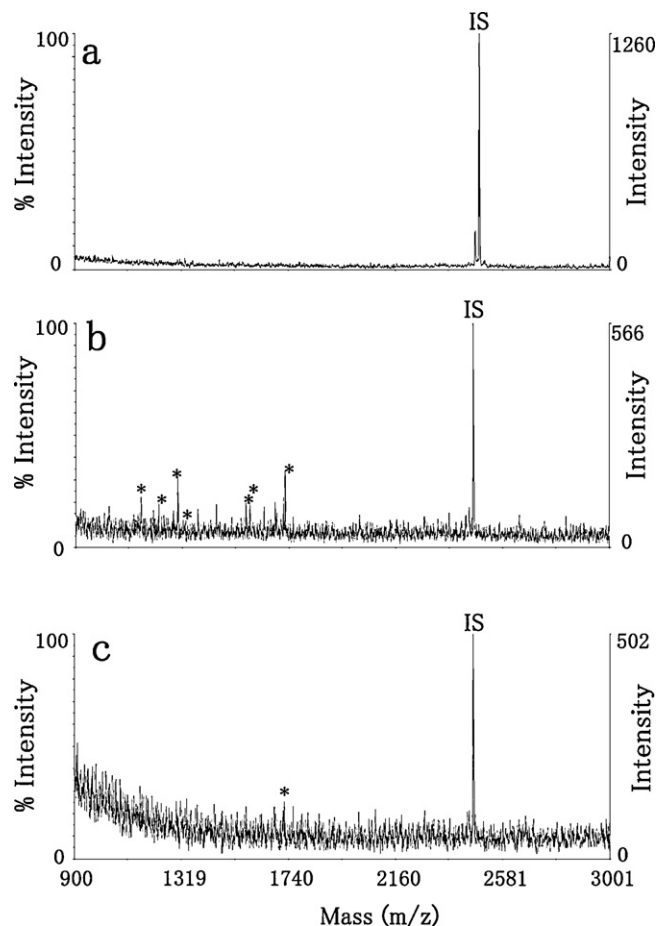 IS
100
a
1260
% Intensity
Intensity
0
0
IS
100
b
566
% Intensity
Intensity
*
*
*
*
*
*
*
0
0
IS
100
c
502
% Intensity
Intensity
*
0
0
900
1319
1740
2160
2581
3001
Mass (m/z)